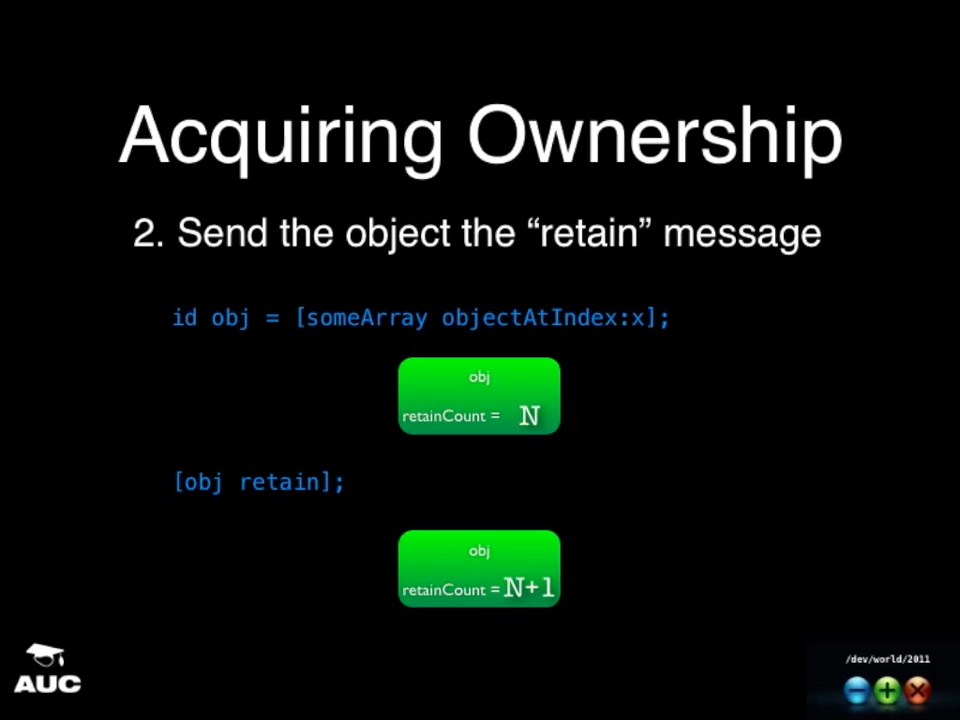 Acquiring Ownership
2. Send the object the “retain” message
id obj = [someArray objectAtIndex:x];
obj
retainCount = N
[obj retain];
obj
retainCount = N+1
AUC
/dev/world/2011